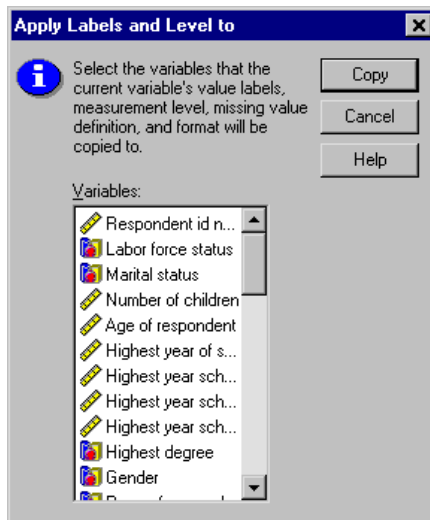 Apply Labels and Level to
Select the variables that the
current variable's value labels,
measurement level, missing value
definition, and format will be
copied to.
Copy
Cancel
Help
Variables:
Respondent id n...
Labor force status
Marital status
Number of children
Age of respondent
Highest year of s...
Highest year sch...
Highest year sch...
Highest year sch...
Highest degree
Gender